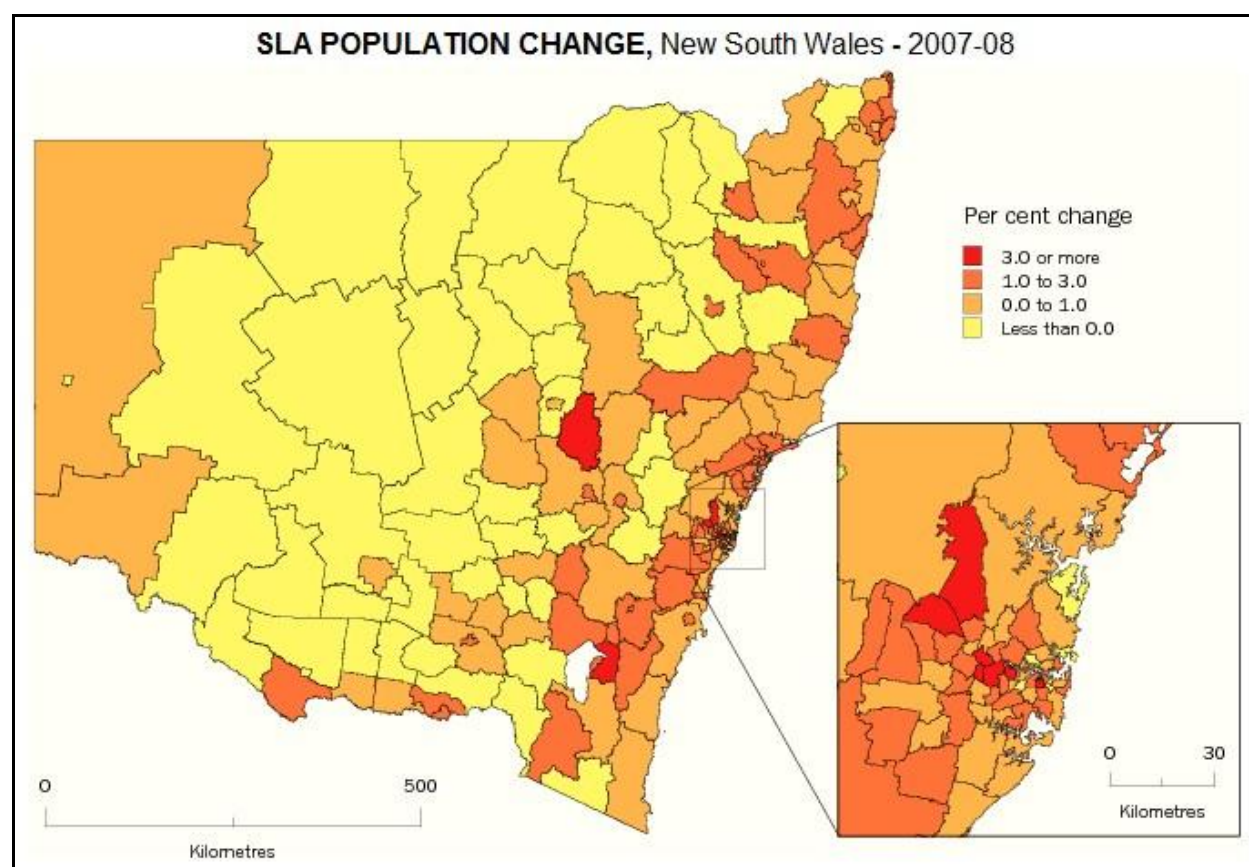 SLA POPULATION CHANGE, New South Wales - 2007-08
Per cent change
3.0 or more
1.0 to 3.0
0.0 to 1.0
Less than 0.0
0 500
Kilometres
0 30
Kilometres